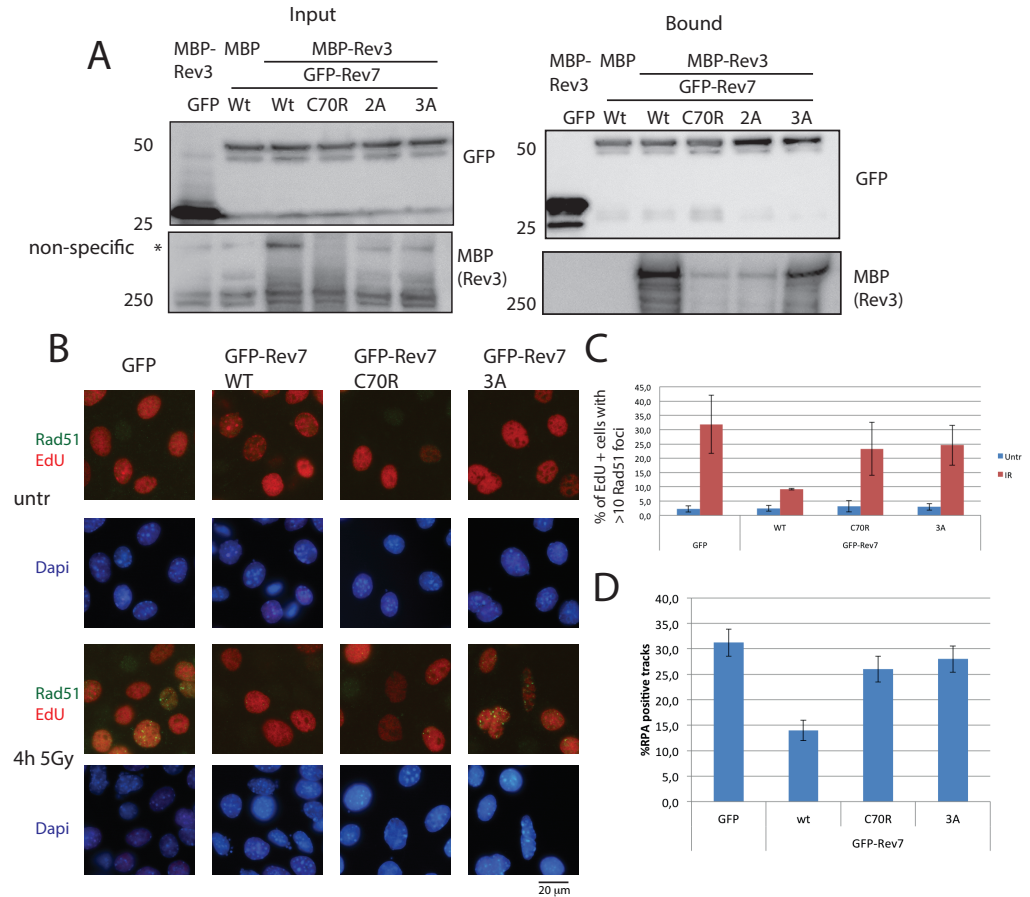 Input
Bound
A
MBP-
Rev3
MBP
MBP-Rev3
GFP-Rev7
GFP Wt Wt C70R 2A 3A
50
25
GFP
non-specific *
250
MBP
(Rev3)
MBP-
Rev3
MBP
MBP-Rev3
GFP-Rev7
GFP Wt Wt C70R 2A 3A
50
25
GFP
250
MBP
(Rev3)
B
GFP
GFP-Rev7
WT
GFP-Rev7
C70R
GFP-Rev7
3A
Rad51
EdU
untr
Dapi
Rad51
EdU
4h 5Gy
Dapi
20 μm
C
% of EdU + cells with
>10 Rad51 foci
45,0
40,0
35,0
30,0
25,0
20,0
15,0
10,0
5,0
0,0
WT C70R 3A
GFP GFP-Rev7
Untr
IR
D
%RPA positive tracks
40,0
35,0
30,0
25,0
20,0
15,0
10,0
5,0
0,0
GFP wt C70R 3A
GFP-Rev7